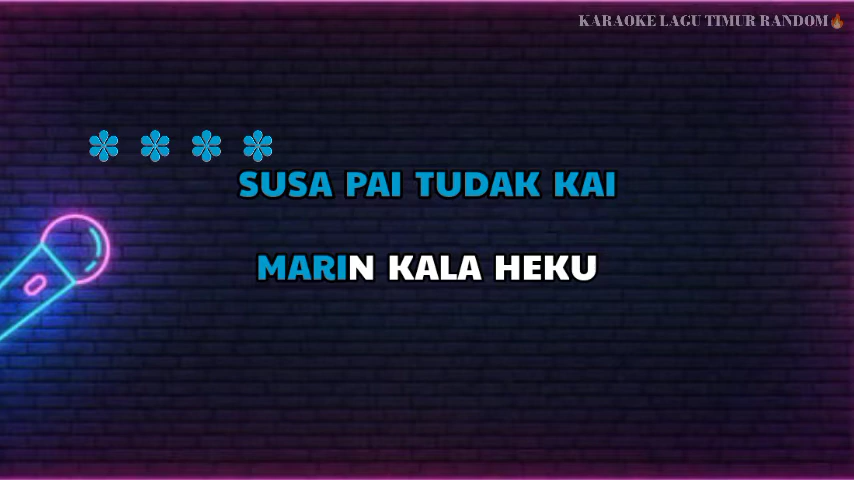 KARAOKE LAGU TIMUR RANDOM🔥
SUSA PAI TUDAK KAI
MARIN KALA HEKU